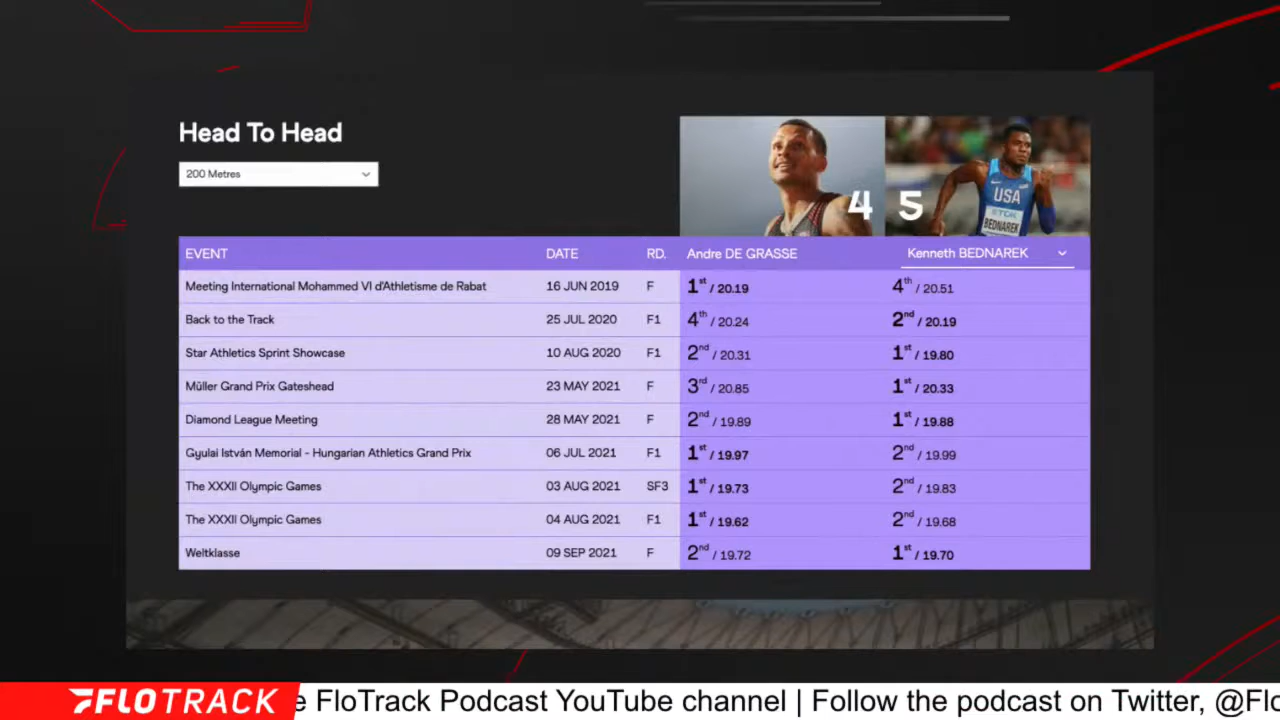 Head To Head
200 Metres
4 5
USA
TDK
BEDNAREK
EVENT DATE RD. Andre DE GRASSE Kenneth BEDNAREK
Meeting International Mohammed VI d'Athletisme de Rabat 16 JUN 2019 F 1st / 20.19 4th / 20.51
Back to the Track 25 JUL 2020 F1 4th / 20.24 2nd / 20.19
Star Athletics Sprint Showcase 10 AUG 2020 F1 2nd / 20.31 1st / 19.80
Müller Grand Prix Gateshead 23 MAY 2021 F 3rd / 20.85 1st / 20.33
Diamond League Meeting 28 MAY 2021 F 2nd / 19.89 1st / 19.88
Gyulai István Memorial - Hungarian Athletics Grand Prix 06 JUL 2021 F1 1st / 19.97 2nd / 19.99
The XXXII Olympic Games 03 AUG 2021 SF3 1st / 19.73 2nd / 19.83
The XXXII Olympic Games 04 AUG 2021 F1 1st / 19.62 2nd / 19.68
Weltklasse 09 SEP 2021 F 2nd / 19.72 1st / 19.70
FLOTRACK e FloTrack Podcast YouTube channel | Follow the podcast on Twitter, @Flo